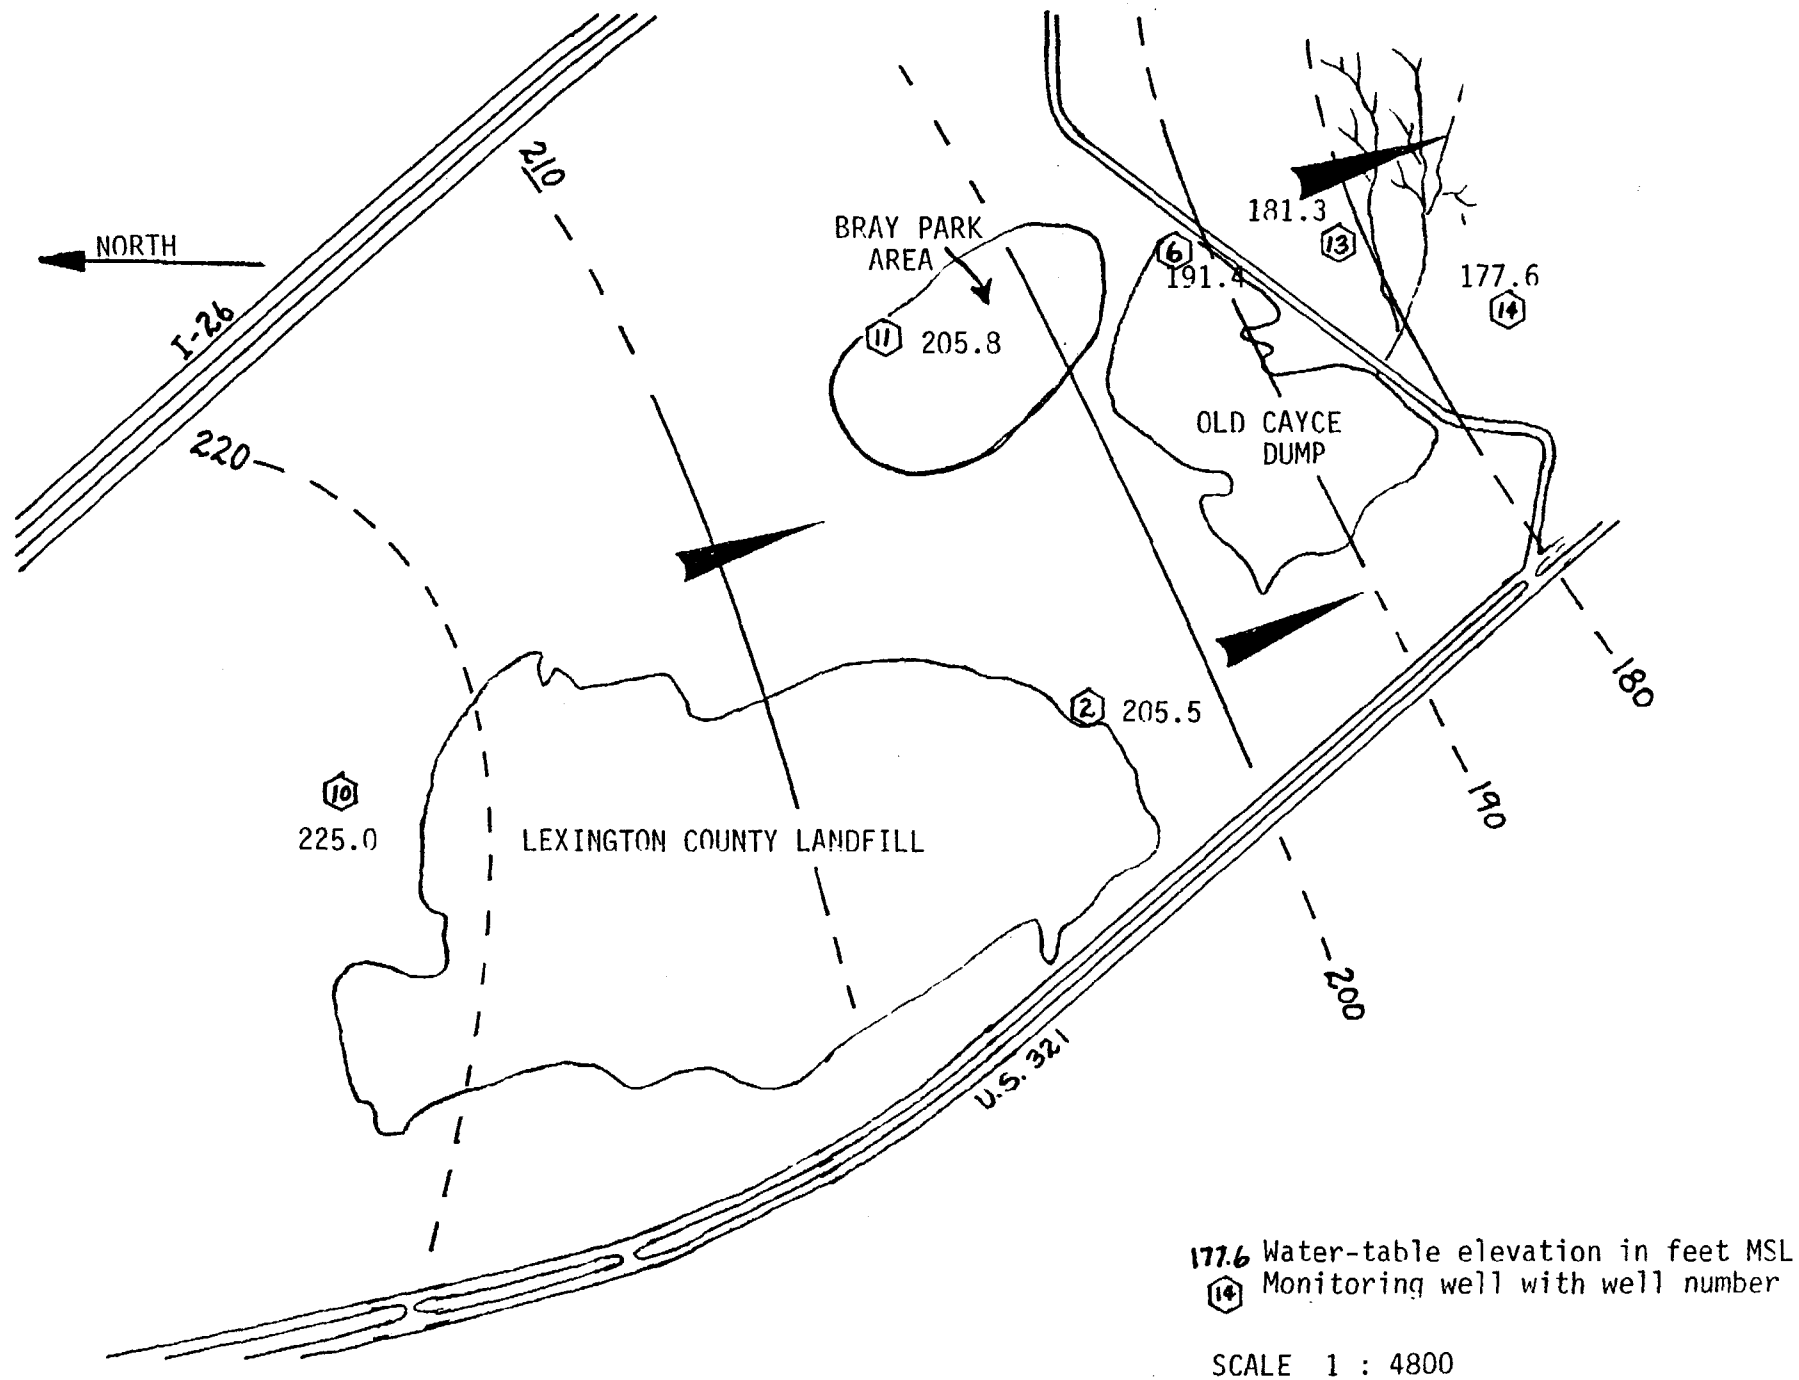 210
NORTH
I-26
BRAY PARK
AREA
181.3
13
6
191.4
177.6
14
11
205.8
220
OLD CAYCE
DUMP
180
2
205.5
10
225.0
LEXINGTON COUNTY LANDFILL
190
200
U.S. 321
177.6 Water-table elevation in feet MSL
14 Monitoring well with well number
SCALE 1 : 4800